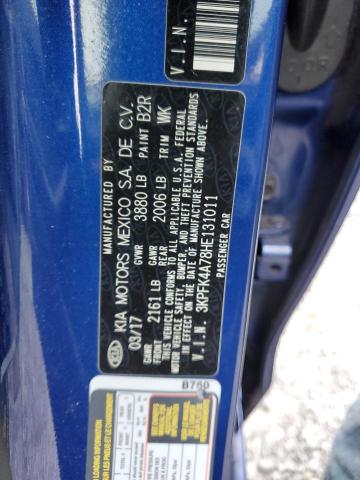 V.I.N.
MANUFACTURED BY
KIA MOTORS MEXICO S.A. DE C.V.
03/17 GVWR 3880 LB PAINT B2R
GAWR FRONT 2161 LB GAWR REAR 2006 LB TRIM WK
THIS VEHICLE CONFORMS TO ALL APPLICABLE U.S.A. FEDERAL
MOTOR VEHICLE SAFETY, BUMPER, AND THEFT PREVENTION STANDARDS
IN EFFECT ON THE DATE OF MANUFACTURE SHOWN ABOVE.
V.I.N. 3KPFK4A78HE131011
PASSENGER CAR
KIA
B750
LOADING INFORMATION